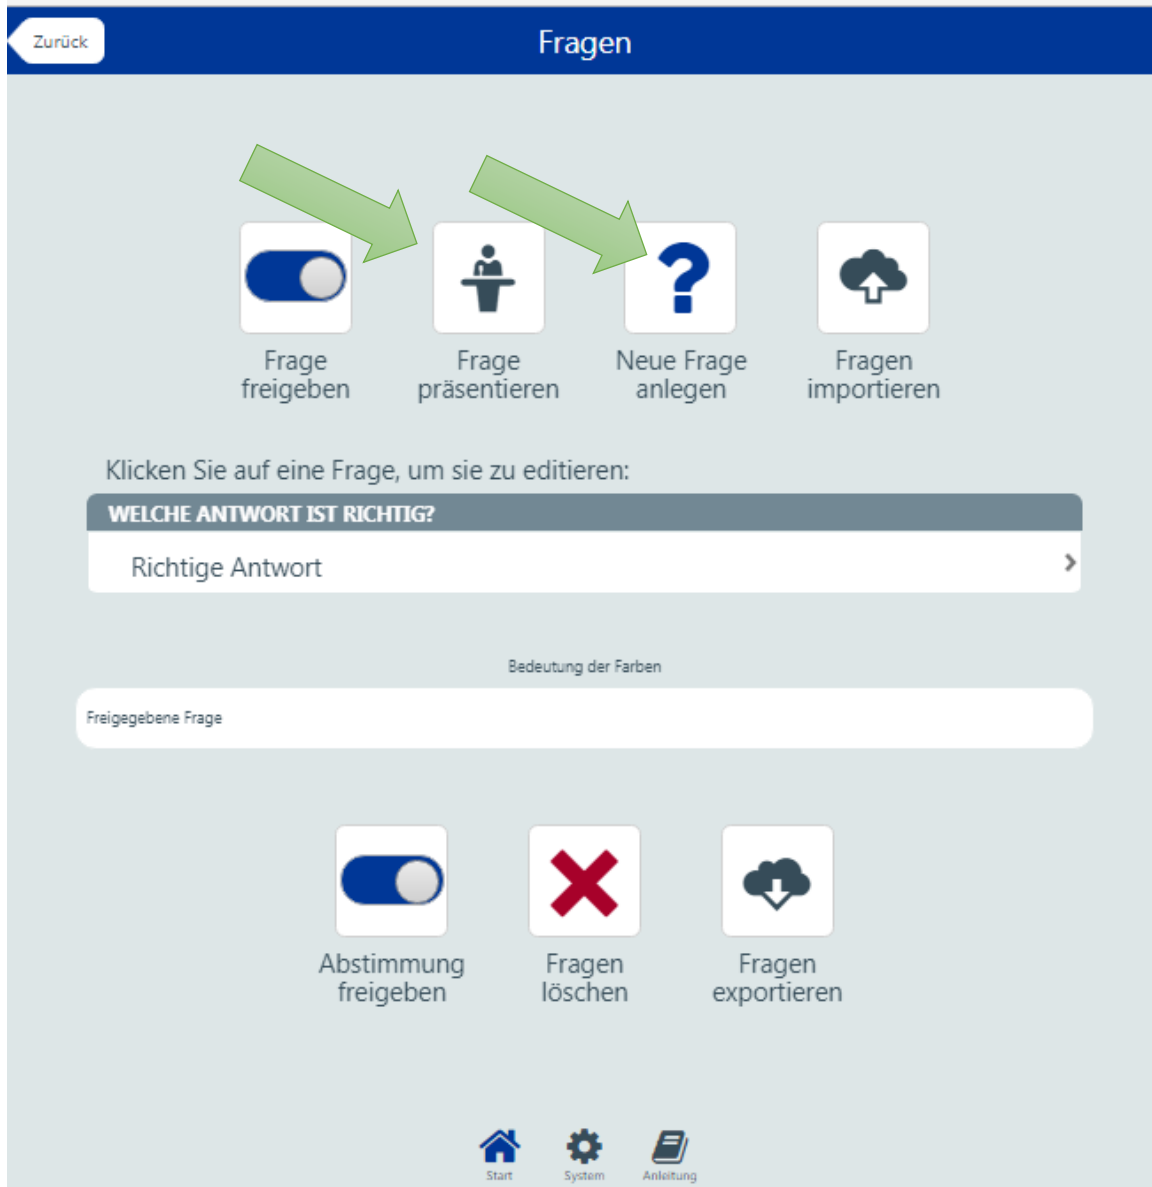 Zurück
Fragen
Frage
freigeben
Frage
präsentieren
Neue Frage
anlegen
Fragen
importieren
Klicken Sie auf eine Frage, um sie zu editieren:
WELCHE ANTWORT IST RICHTIG?
Richtige Antwort
Bedeutung der Farben
Freigegebene Frage
Abstimmung
freigeben
Fragen
löschen
Fragen
exportieren
Start
System
Anleitung